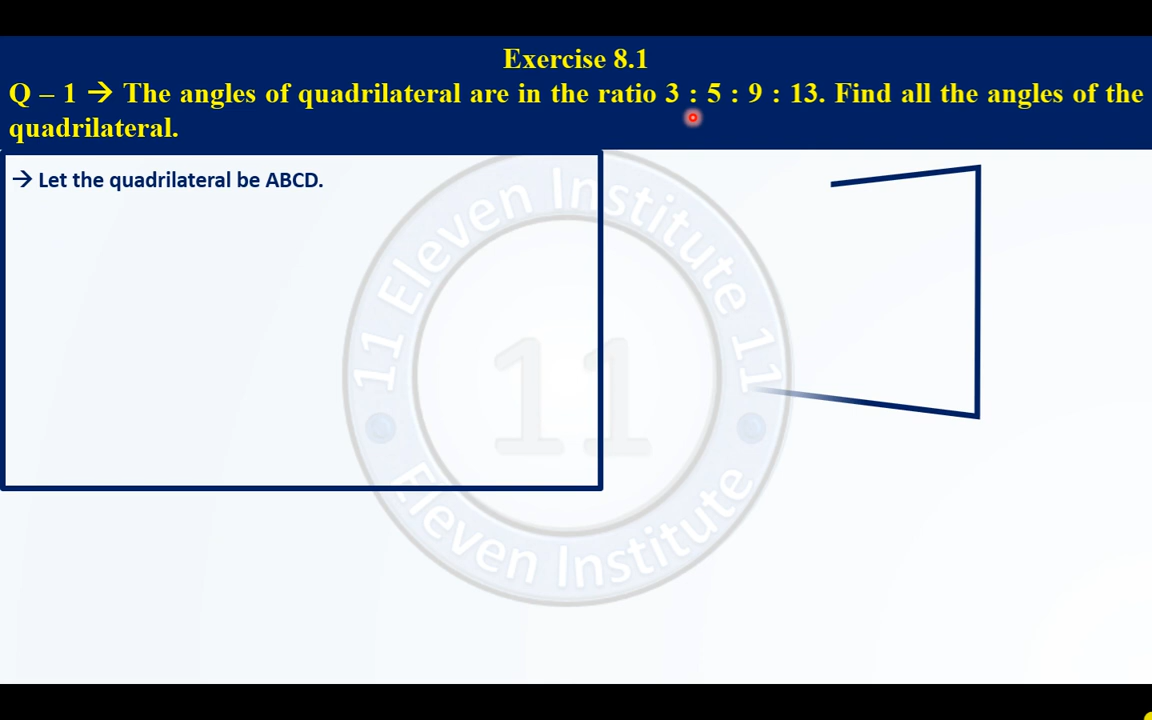 Exercise 8.1
Q – 1 → The angles of quadrilateral are in the ratio 3 : 5 : 9 : 13. Find all the angles of the
quadrilateral.
→ Let the quadrilateral be ABCD.
11 Eleven Institute 11
11
Eleven Institute